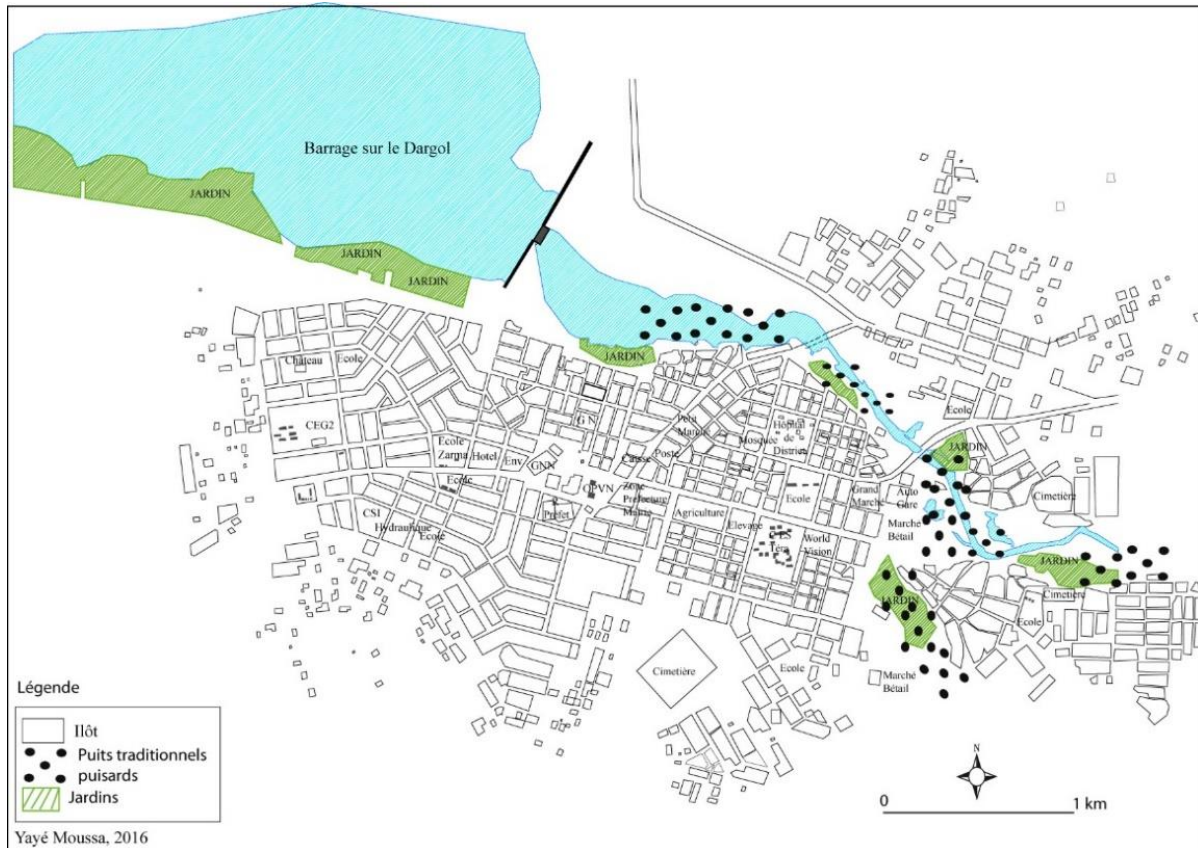 Barrage sur le Dargol
JARDIN
JARDIN
JARDIN
JARDIN
Château
Ecole
CEG2
Ecole
Zarma
Hotel
Env
GNN
Ecole
CSI
Hydraulique
Ecole
G N
OPVN
Préfet
Petit
Marché
Caisse
Poste
Zone
Préfecture
Mairie
Agriculture
Mosquée
Hôpital
de
District
Ecole
Elevage
CES
Téra
World
Vision
Grand
Marché
Auto
Gare
Marché
Bétail
Ecole
JARDIN
Cimetière
JARDIN
Cimetière
Ecole
JARDIN
Marché
Bétail
Cimetière
Ecole
Légende
Ilôt
Puits traditionnels
puisards
Jardins
N
0 1 km
Yayé Moussa, 2016